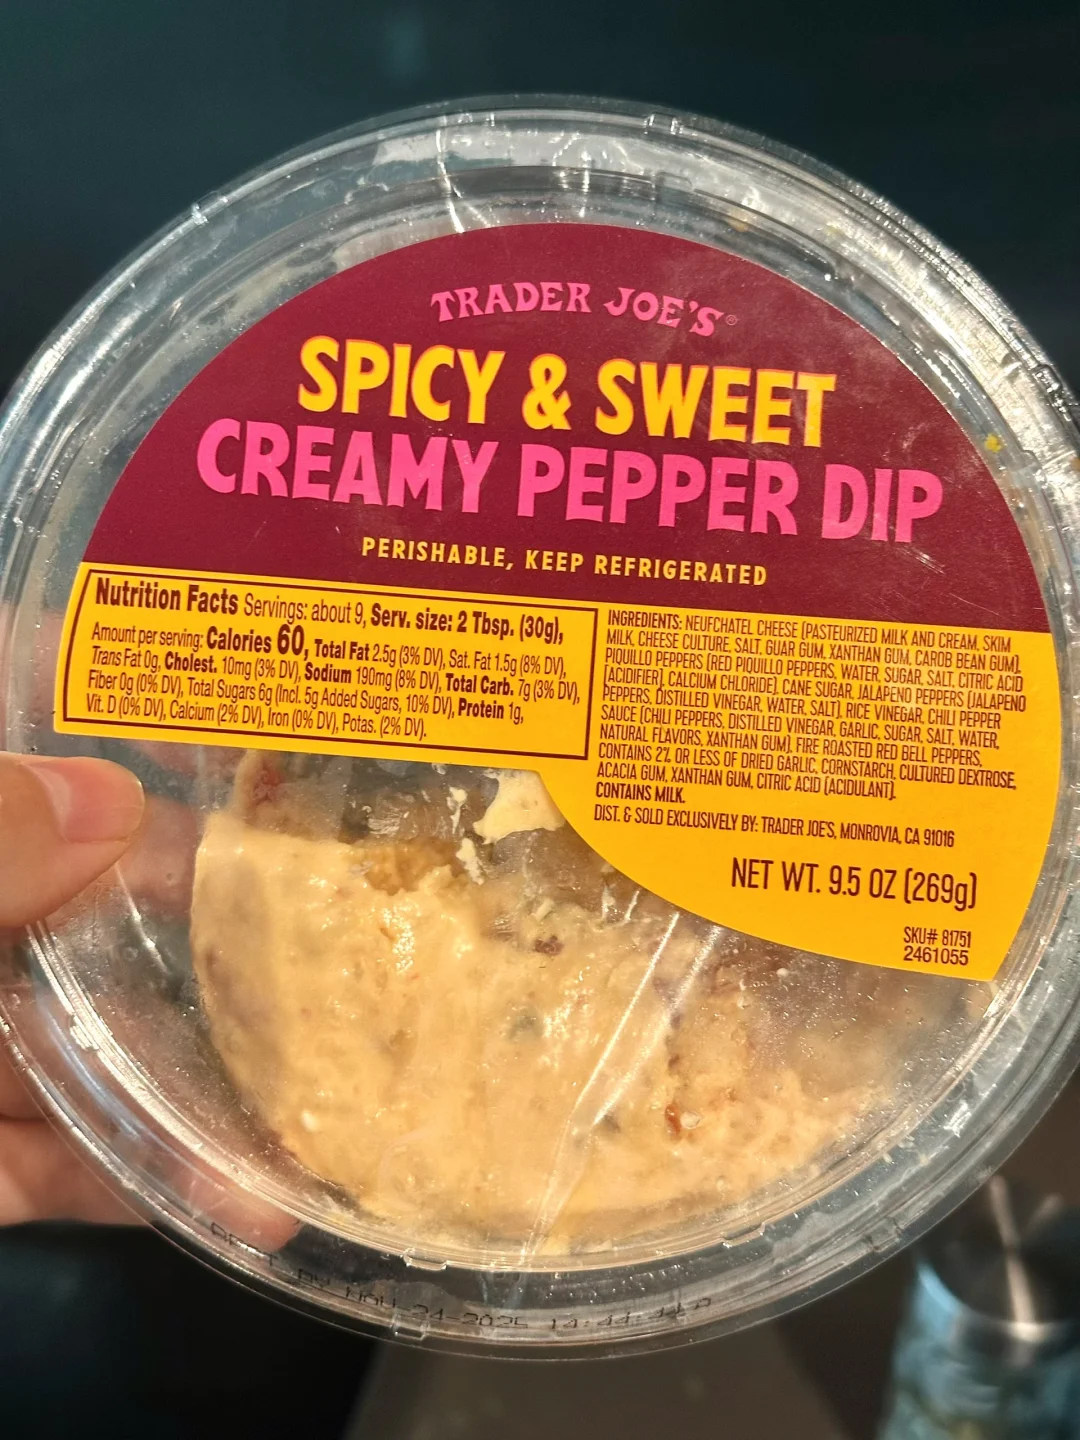 TRADER JOE'S®
SPICY & SWEET
CREAMY PEPPER DIP
PERISHABLE, KEEP REFRIGERATED
Nutrition Facts Servings: about 9, Serv. size: 2 Tbsp. (30g),
Amount per serving: Calories 60, Total Fat 2.5g (3% DV), Sat. Fat 1.5g (8% DV),
Trans Fat 0g, Cholest. 10mg (3% DV), Sodium 190mg (8% DV), Total Carb. 7g (3% DV),
Fiber 0g (0% DV), Total Sugars 6g (Incl. 5g Added Sugars, 10% DV), Protein 1g,
Vit. D (0% DV), Calcium (2% DV), Iron (0% DV), Potas. (2% DV).
INGREDIENTS: NEUFCHATEL CHEESE (PASTEURIZED MILK AND CREAM, SKIM
MILK, CHEESE CULTURE, SALT, GUAR GUM, XANTHAN GUM, CAROB BEAN GUM),
PIQUILLO PEPPERS (RED PIQUILLO PEPPERS, WATER, SUGAR, SALT, CITRIC ACID
[ACIDIFIER], CALCIUM CHLORIDE), CANE SUGAR, JALAPENO PEPPERS (JALAPENO
PEPPERS, DISTILLED VINEGAR, WATER, SALT), RICE VINEGAR, CHILI PEPPER
SAUCE (CHILI PEPPERS, DISTILLED VINEGAR, GARLIC, SUGAR, SALT, WATER,
NATURAL FLAVORS, XANTHAN GUM), FIRE ROASTED RED BELL PEPPERS,
CONTAINS 2% OR LESS OF DRIED GARLIC, CORNSTARCH, CULTURED DEXTROSE,
ACACIA GUM, XANTHAN GUM, CITRIC ACID (ACIDULANT).
CONTAINS MILK.
DIST. & SOLD EXCLUSIVELY BY: TRADER JOE'S, MONROVIA, CA 91016
NET WT. 9.5 OZ (269g)
SKU# 81751
2461055
BEST BY NOV-24-2025 14:44:44